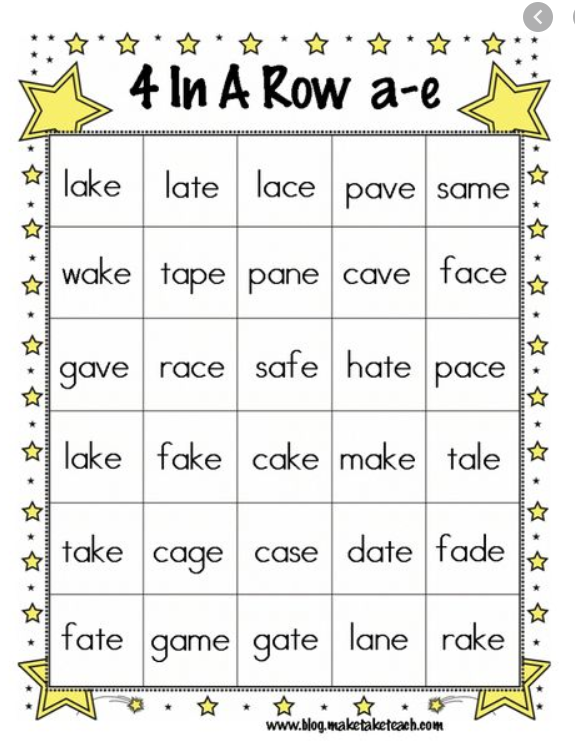 4 In A Row a-e
lake late lace pave same
wake tape pane cave face
gave race safe hate pace
lake fake cake make tale
take cage case date fade
fate game gate lane rake
www.blog.maketaketeach.com